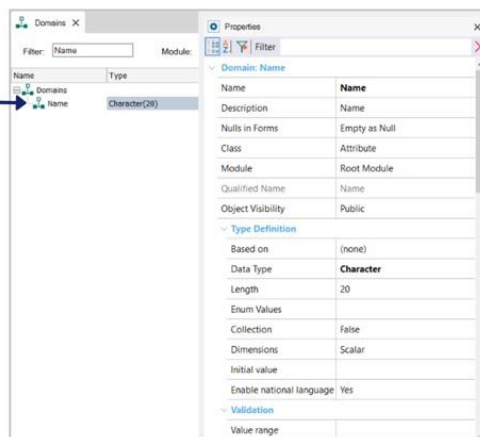 Domains
Filter: Name Module:
Name Type
Domains
Name Character(20)
Properties
Filter
Domain: Name
Name Name
Description Name
Nulls in Forms Empty as Null
Class Attribute
Module Root Module
Qualified Name Name
Object Visibility Public
Type Definition
Based on (none)
Data Type Character
Length 20
Enum Values
Collection False
Dimensions Scalar
Initial value
Enable national language Yes
Validation
Value range